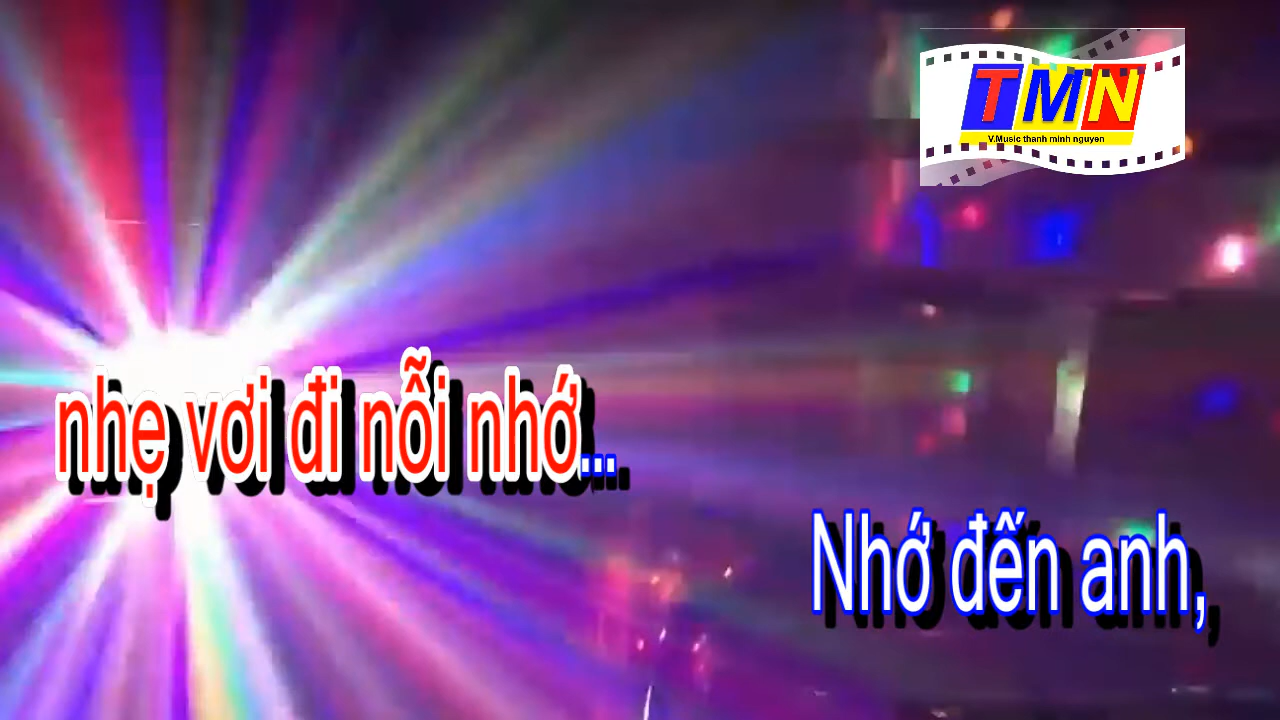 TMN
V.Music thanh minh nguyen
nhẹ vơi đi nỗi nhớ...
Nhớ đến anh,